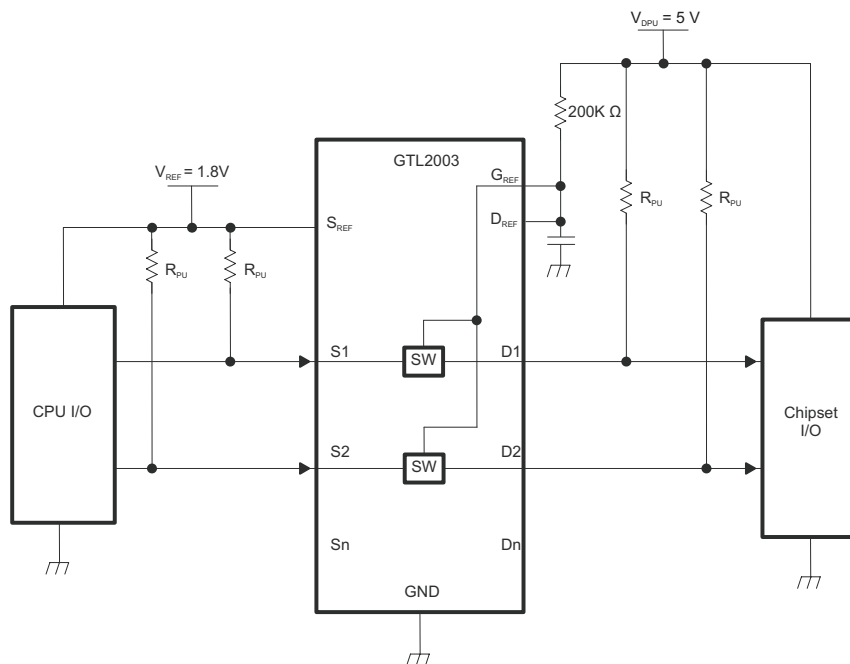 V_DPU = 5 V
200K Ω
GTL2003
V_REF = 1.8V
G_REF
R_PU
R_PU
D_REF
S_REF
R_PU
R_PU
S1
SW
D1
CPU I/O
Chipset
I/O
S2
SW
D2
Sn
Dn
GND